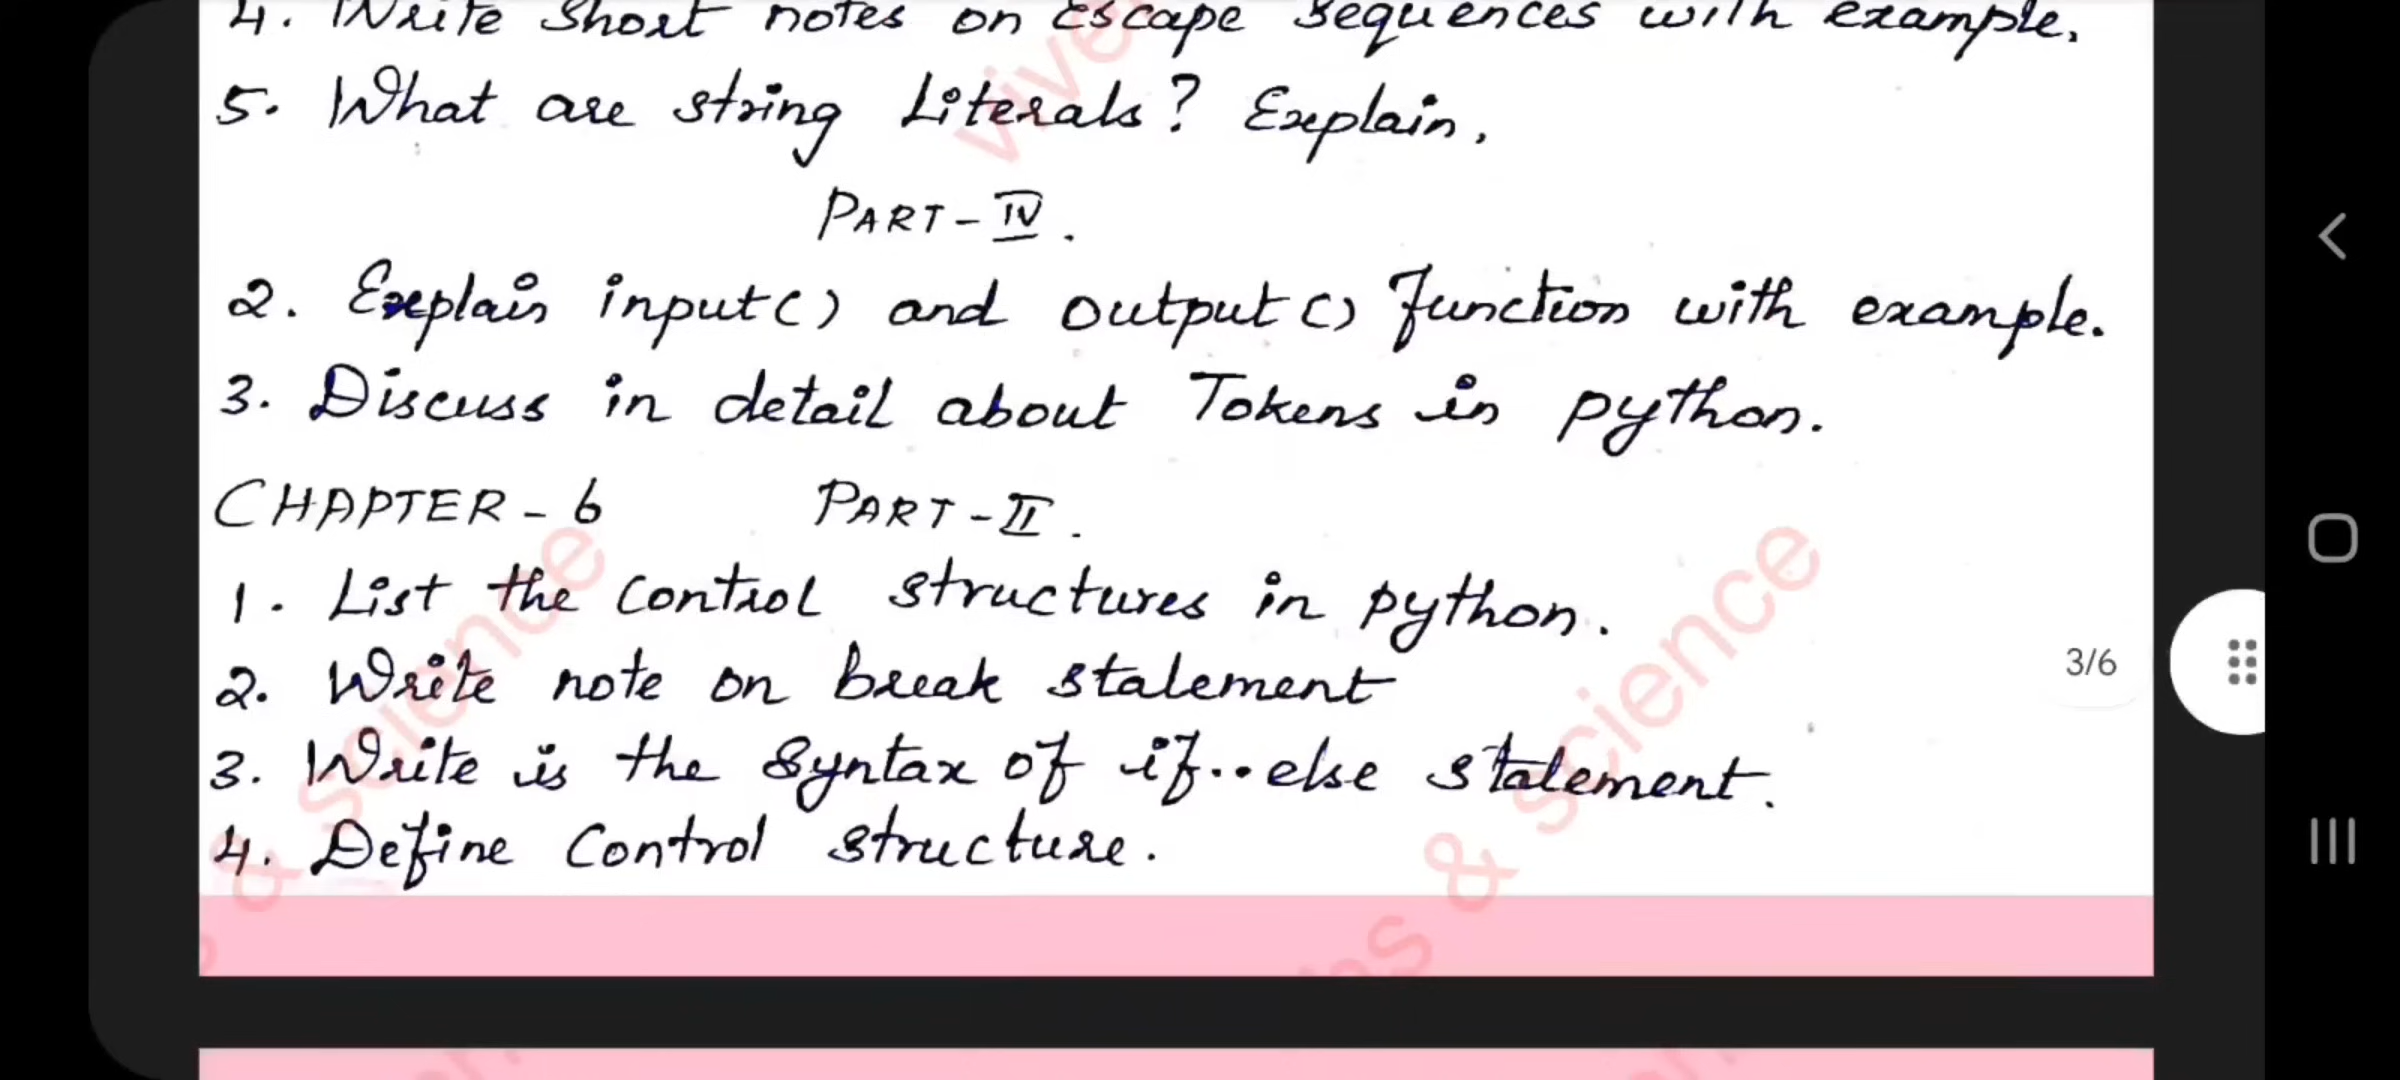 4. Write Short notes on Escape sequences with example.
5. What are string Literals? Explain.
PART-IV.
2. Explain input() and output() function with example.
3. Discuss in detail about Tokens in python.
CHAPTER-6 PART-II.
1. List the control structures in python.
2. Write note on break statement
3. Write is the Syntax of if..else statement.
4. Define Control structure.
3/6
& science
& science